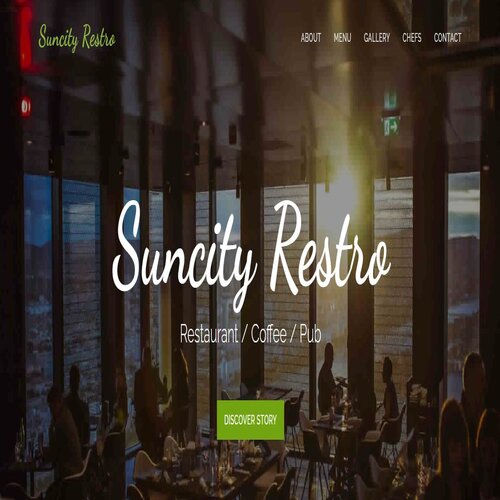 Suncity Restro
ABOUT MENU GALLERY CHEFS CONTACT
Suncity Restro
Restaurant / Coffee / Pub
DISCOVER STORY